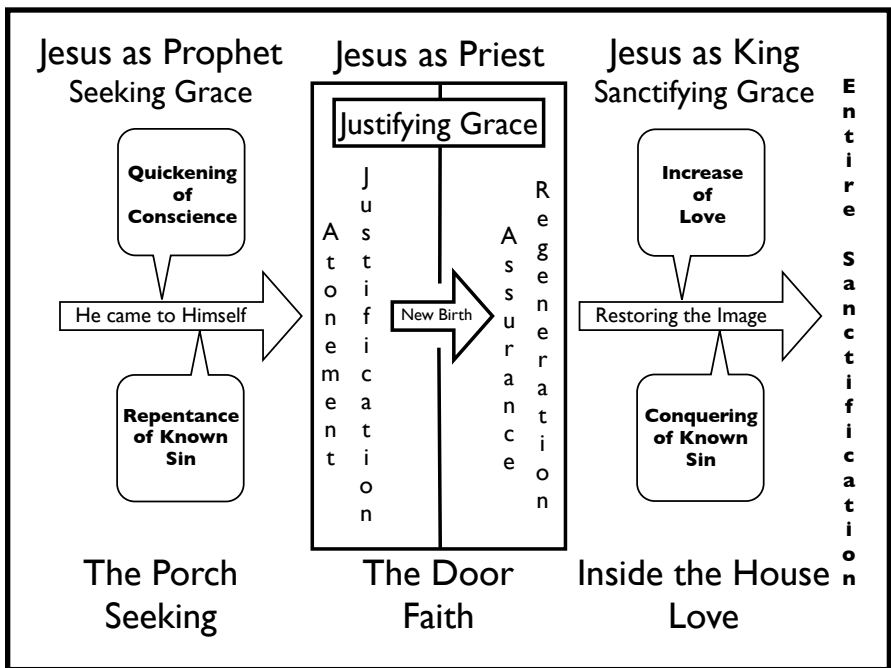 Jesus as Prophet
Seeking Grace
Quickening
of
Conscience
He came to Himself
Repentance
of Known
Sin
The Porch
Seeking
Jesus as Priest
Justifying Grace
Atonement
Justification
New Birth
Assurance
Regeneration
The Door
Faith
Jesus as King
Sanctifying Grace
Increase
of
Love
Restoring the Image
Conquering
of Known
Sin
Inside the House
Love
Entire Sanctification